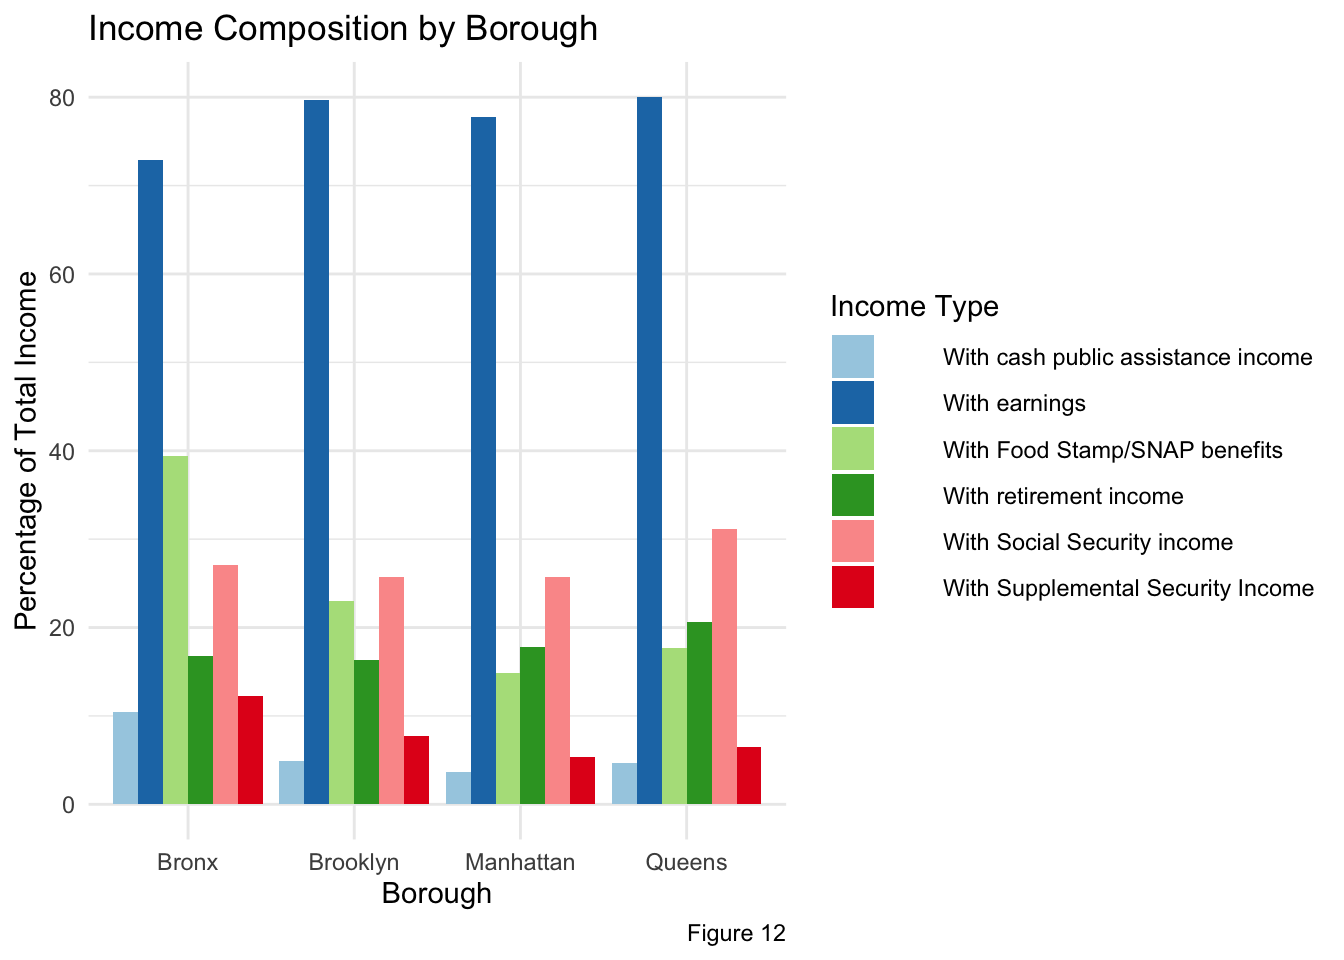 Income Composition by Borough
Percentage of Total Income
80
60
40
20
0
Bronx
Brooklyn
Manhattan
Queens
Borough
Income Type
With cash public assistance income
With earnings
With Food Stamp/SNAP benefits
With retirement income
With Social Security income
With Supplemental Security Income
Figure 12